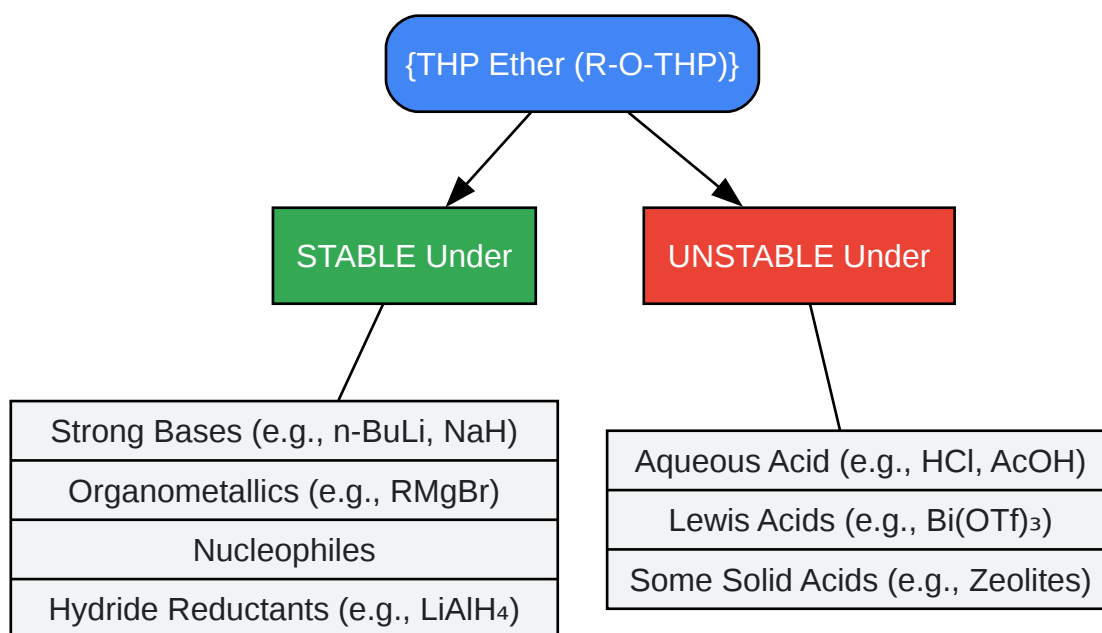 {THP Ether (R-O-THP)}
STABLE Under
UNSTABLE Under
Strong Bases (e.g., n-BuLi, NaH)
Organometallics (e.g., RMgBr)
Nucleophiles
Hydride Reductants (e.g., LiAlH₄)
Aqueous Acid (e.g., HCl, AcOH)
Lewis Acids (e.g., Bi(OTf)₃)
Some Solid Acids (e.g., Zeolites)